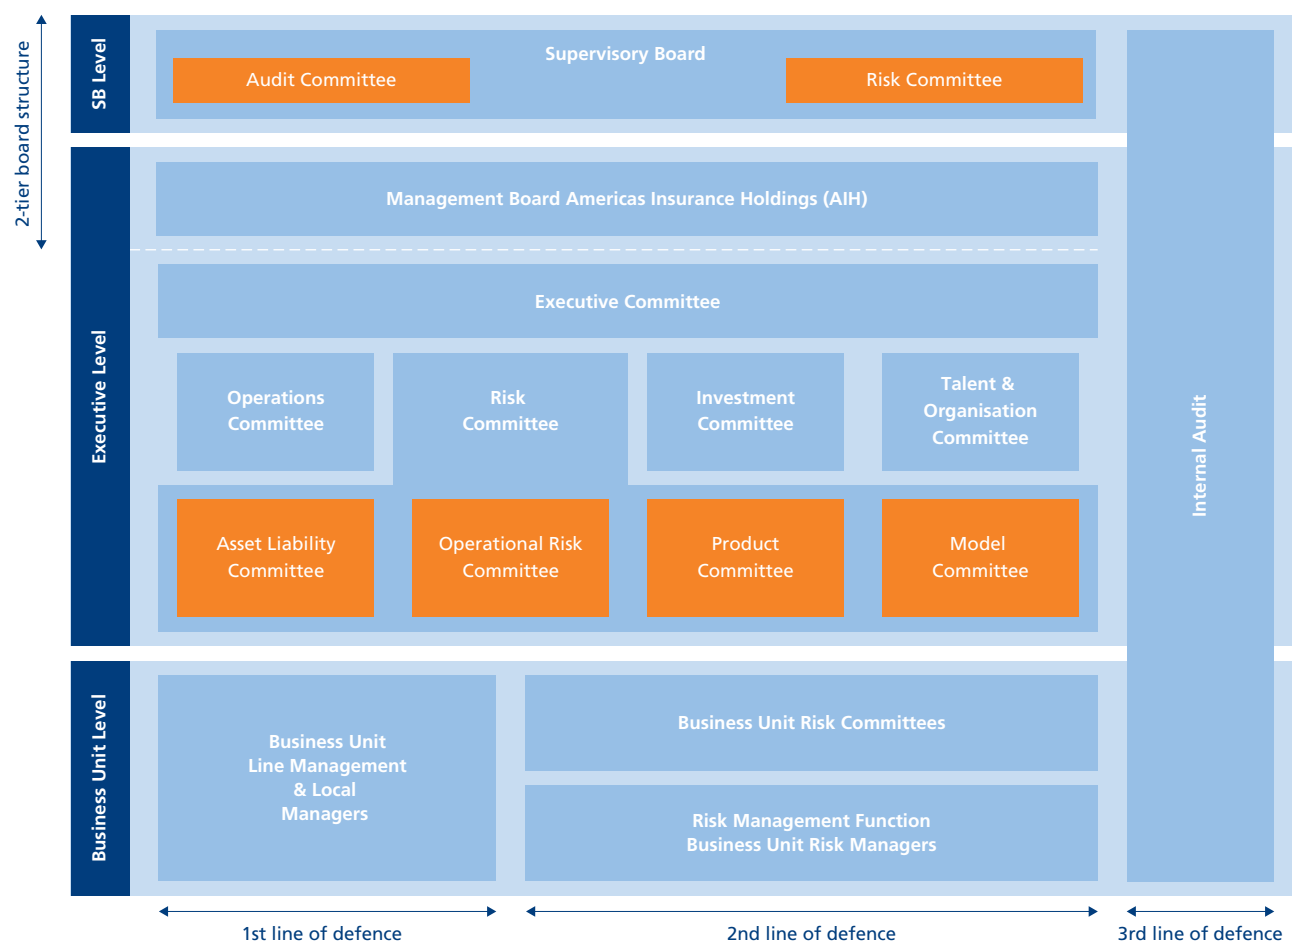 2-tier board structure
SB Level
Supervisory Board
Audit Committee
Risk Committee
Executive Level
Management Board Americas Insurance Holdings (AIH)
Executive Committee
Operations
Committee
Risk
Committee
Investment
Committee
Talent &
Organisation
Committee
Asset Liability
Committee
Operational Risk
Committee
Product
Committee
Model
Committee
Internal Audit
Business Unit Level
Business Unit
Line Management
& Local
Managers
Business Unit Risk Committees
Risk Management Function
Business Unit Risk Managers
1st line of defence
2nd line of defence
3rd line of defence